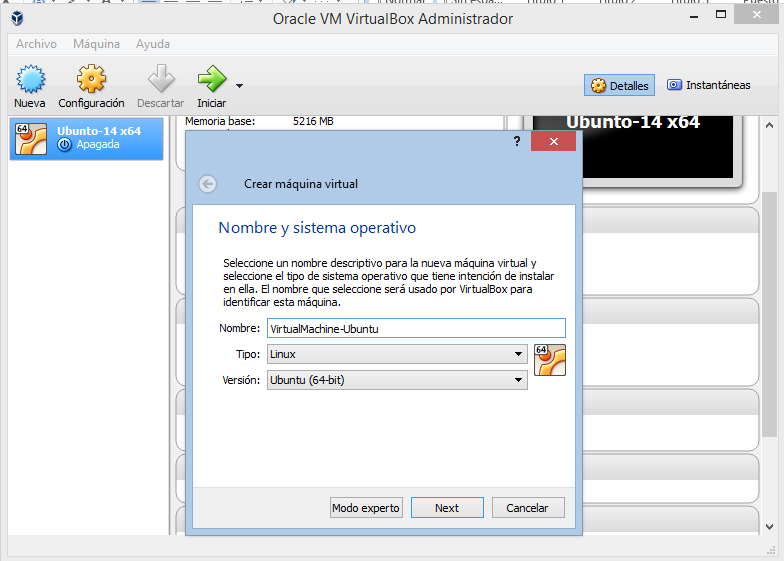 Oracle VM VirtualBox Administrador
Archivo Máquina Ayuda
Nueva Configuración Descartar Iniciar Detalles Instantáneas
64 Ubunto-14 x64
Apagada
Memoria base: 5216 MB
Ubunto-14 x64
?
Crear máquina virtual
Nombre y sistema operativo
Seleccione un nombre descriptivo para la nueva máquina virtual y
seleccione el tipo de sistema operativo que tiene intención de instalar
en ella. El nombre que seleccione será usado por VirtualBox para
identificar esta máquina.
Nombre: VirtualMachine-Ubuntu
Tipo: Linux
64
Versión: Ubuntu (64-bit)
Modo experto Next Cancelar